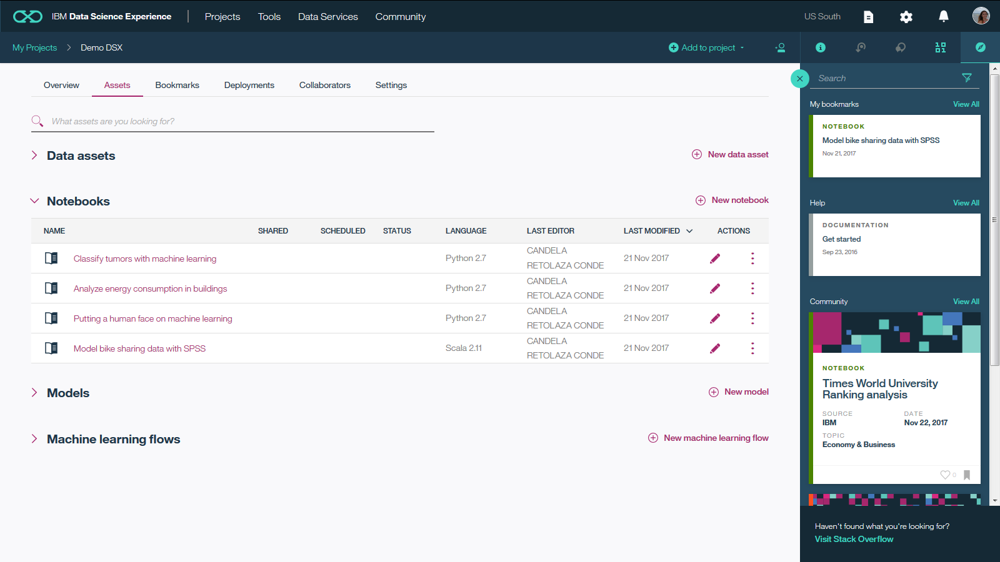 IBM Data Science Experience
Projects
Tools
Data Services
Community
US South
My Projects > Demo DSX
Add to project
Overview
Assets
Bookmarks
Deployments
Collaborators
Settings
What assets are you looking for?
Data assets
New data asset
Notebooks
New notebook
NAME SHARED SCHEDULED STATUS LANGUAGE LAST EDITOR LAST MODIFIED ACTIONS
Classify tumors with machine learning Python 2.7 CANDELA RETOLAZA CONDE 21 Nov 2017
Analyze energy consumption in buildings Python 2.7 CANDELA RETOLAZA CONDE 21 Nov 2017
Putting a human face on machine learning Python 2.7 CANDELA RETOLAZA CONDE 21 Nov 2017
Model bike sharing data with SPSS Scala 2.11 CANDELA RETOLAZA CONDE 21 Nov 2017
Models
New model
Machine learning flows
New machine learning flow
Search
My bookmarks View All
NOTEBOOK
Model bike sharing data with SPSS
Nov 21, 2017
Help View All
DOCUMENTATION
Get started
Sep 23, 2016
Community View All
NOTEBOOK
Times World University
Ranking analysis
SOURCE DATE
IBM Nov 22, 2017
TOPIC
Economy & Business
0
Haven't found what you're looking for?
Visit Stack Overflow